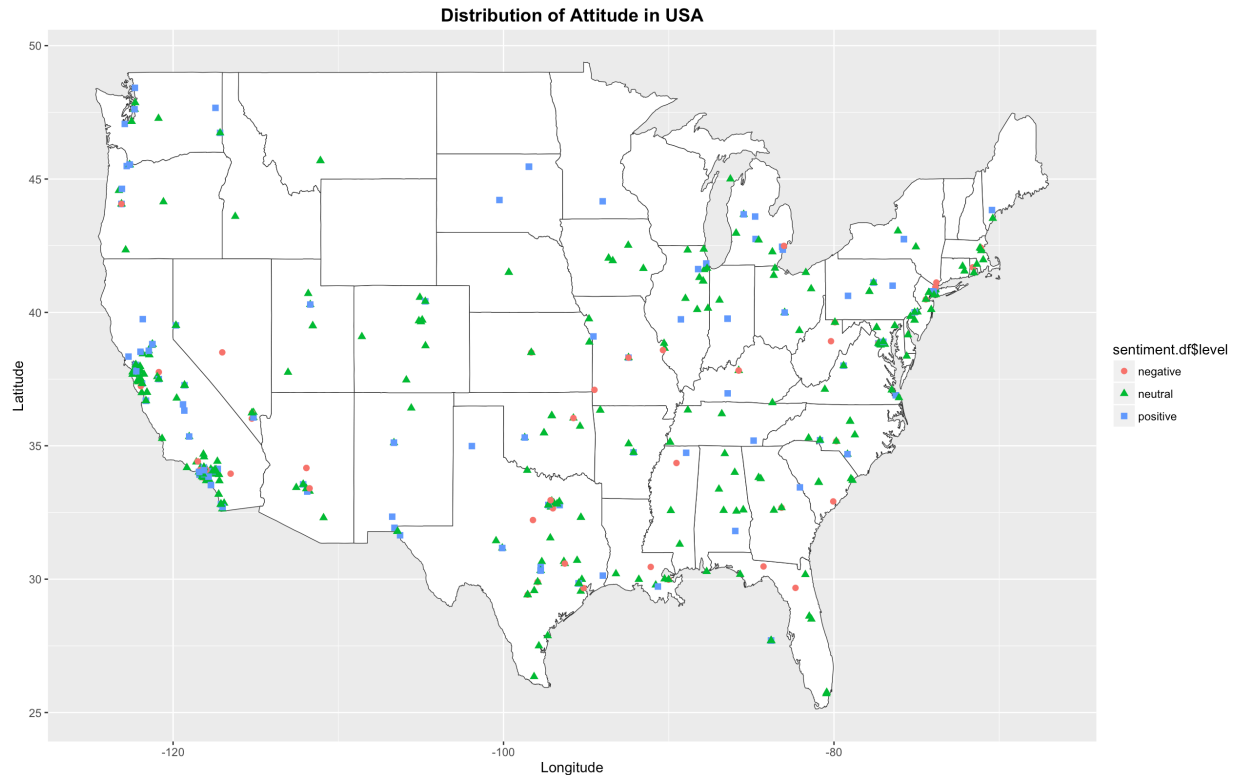 Distribution of Attitude in USA
50
45
40
35
30
25
Latitude
-120
-100
-80
Longitude
sentiment.df$level
negative
neutral
positive